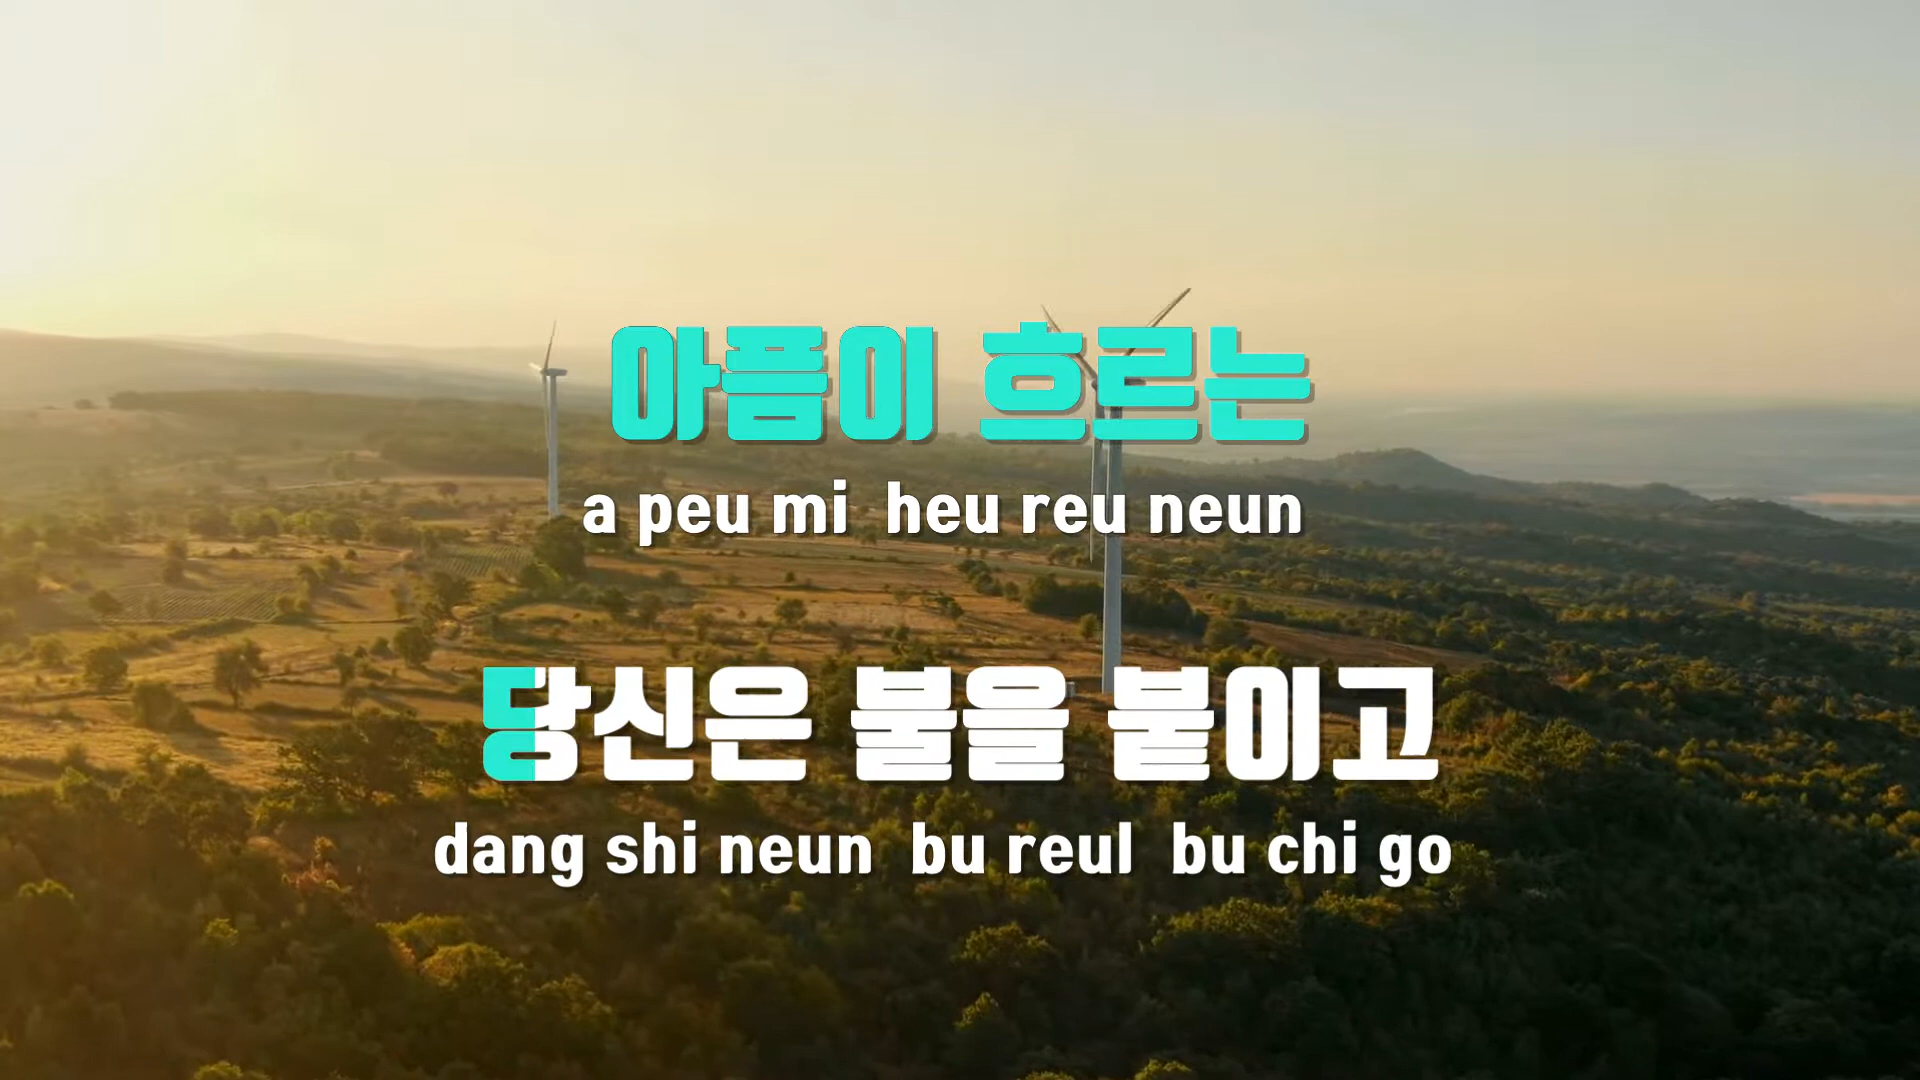 아픔이 흐르는
a peu mi heu reu neun
당신은 불을 붙이고
dang shi neun bu reul bu chi go